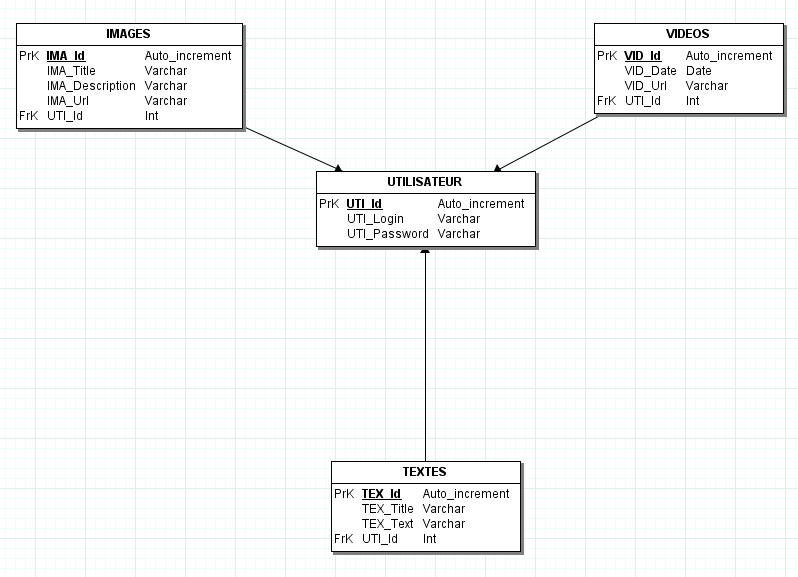 IMAGES
PrK IMA_Id Auto_increment
IMA_Title Varchar
IMA_Description Varchar
IMA_Url Varchar
FrK UTI_Id Int
VIDEOS
PrK VID_Id Auto_increment
VID_Date Date
VID_Url Varchar
FrK UTI_Id Int
UTILISATEUR
PrK UTI_Id Auto_increment
UTI_Login Varchar
UTI_Password Varchar
TEXTES
PrK TEX_Id Auto_increment
TEX_Title Varchar
TEX_Text Varchar
FrK UTI_Id Int